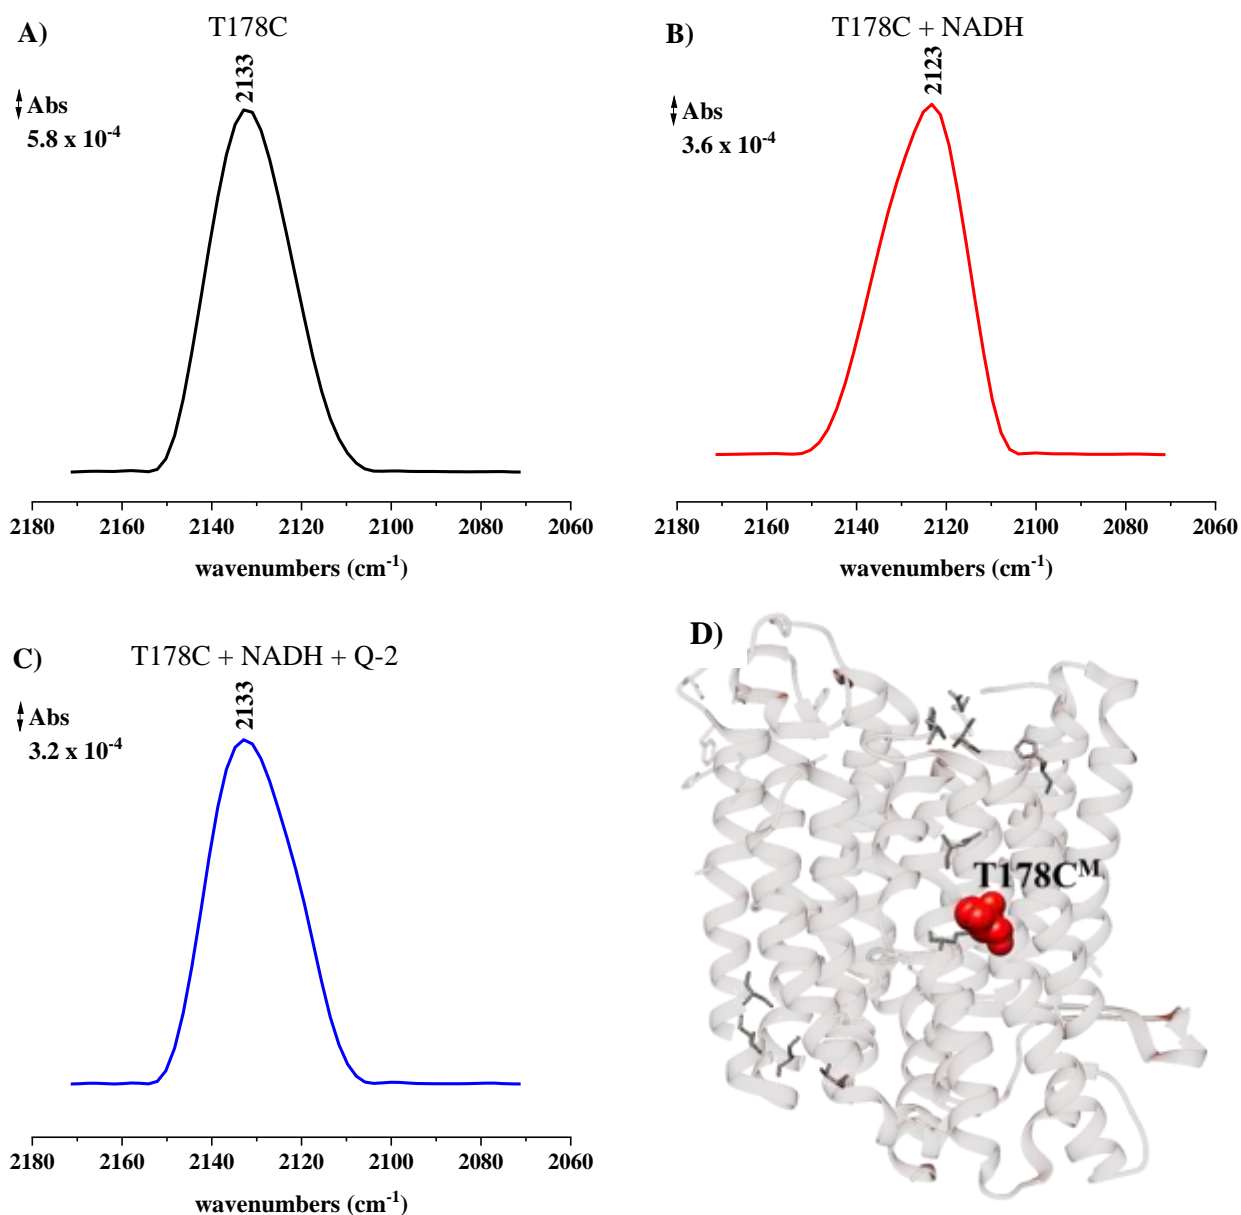 A)
T178C
2133
Abs
5.8 x 10-4
2180 2160 2140 2120 2100 2080 2060
wavenumbers (cm-1)
B)
T178C + NADH
2123
Abs
3.6 x 10-4
2180 2160 2140 2120 2100 2080 2060
wavenumbers (cm-1)
C)
T178C + NADH + Q-2
2133
Abs
3.2 x 10-4
2180 2160 2140 2120 2100 2080 2060
wavenumbers (cm-1)
D)
T178CM